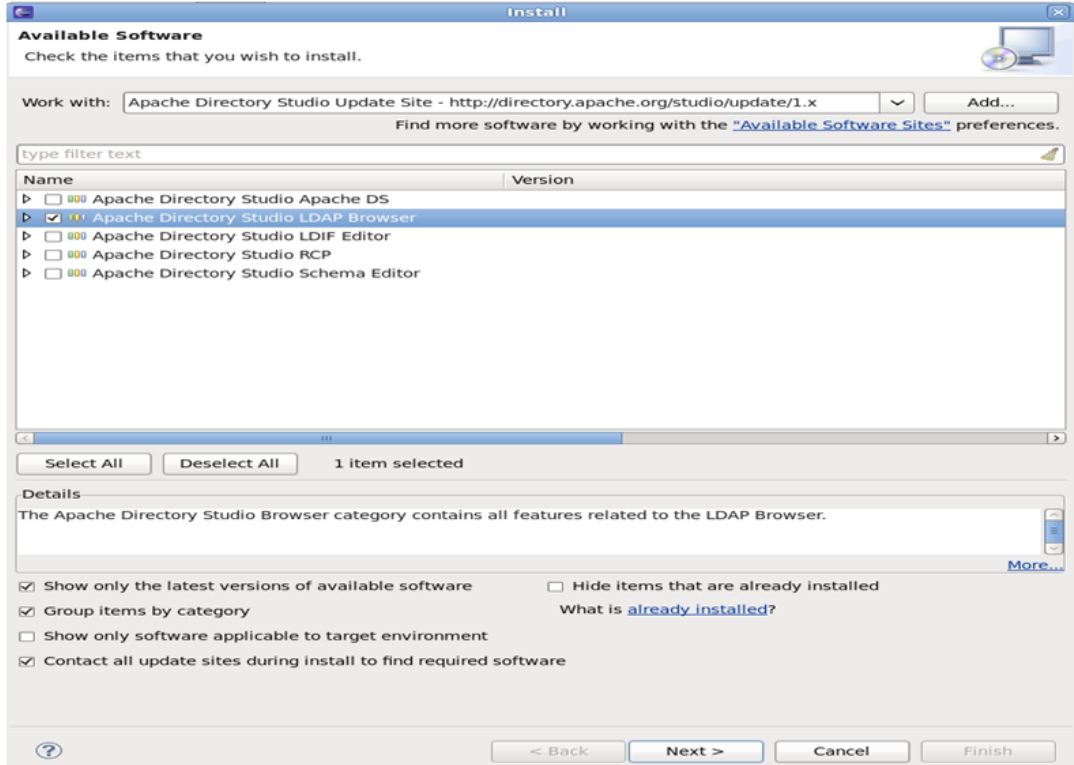 Install
Available Software
Check the items that you wish to install.
Work with: Apache Directory Studio Update Site - http://directory.apache.org/studio/update/1.x Add...
Find more software by working with the "Available Software Sites" preferences.
type filter text
Name Version
Apache Directory Studio Apache DS
Apache Directory Studio LDAP Browser
Apache Directory Studio LDIF Editor
Apache Directory Studio RCP
Apache Directory Studio Schema Editor
Select All Deselect All 1 item selected
Details
The Apache Directory Studio Browser category contains all features related to the LDAP Browser.
More...
Show only the latest versions of available software Hide items that are already installed
Group items by category What is already installed?
Show only software applicable to target environment
Contact all update sites during install to find required software
? < Back Next > Cancel Finish